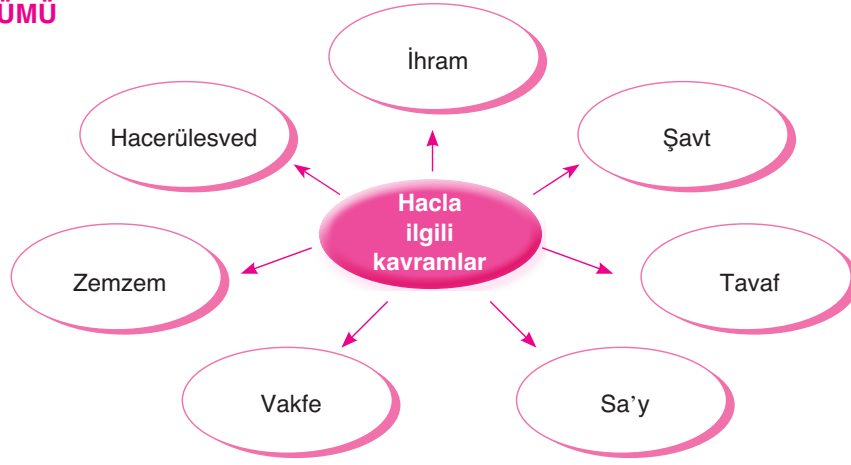 ÜMÜ
İhram
Hacerülesved
Şavt
Hacla
ilgili
kavramlar
Zemzem
Tavaf
Vakfe
Sa’y